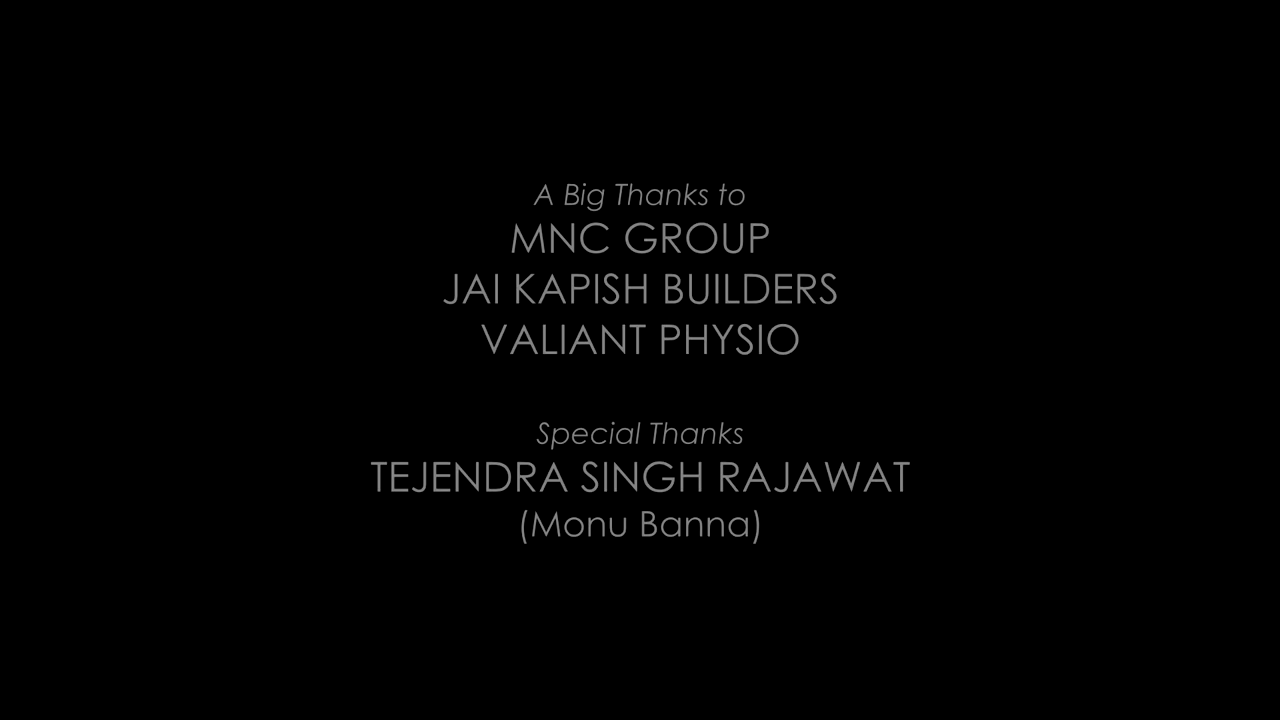 A Big Thanks to
MNC GROUP
JAI KAPISH BUILDERS
VALIANT PHYSIO
Special Thanks
TEJENDRA SINGH RAJAWAT
(Monu Banna)